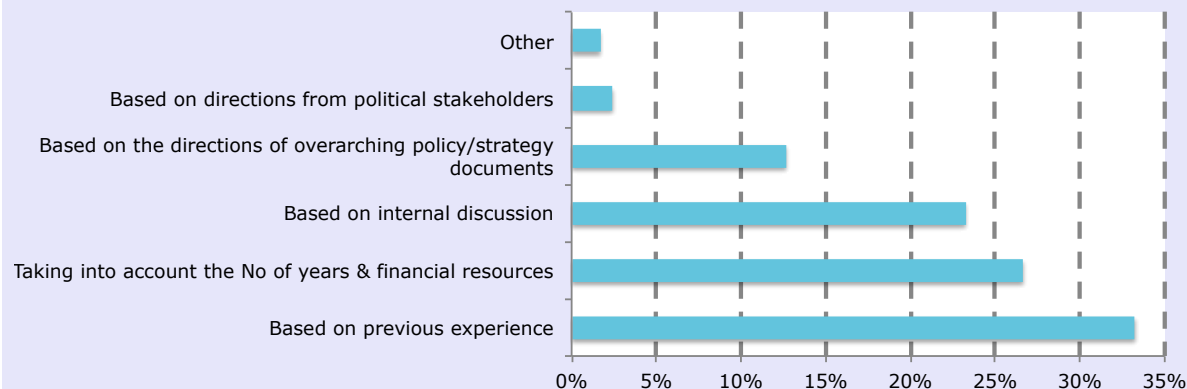 Other
Based on directions from political stakeholders
Based on the directions of overarching policy/strategy
documents
Based on internal discussion
Taking into account the No of years & financial resources
Based on previous experience
0% 5% 10% 15% 20% 25% 30% 35%